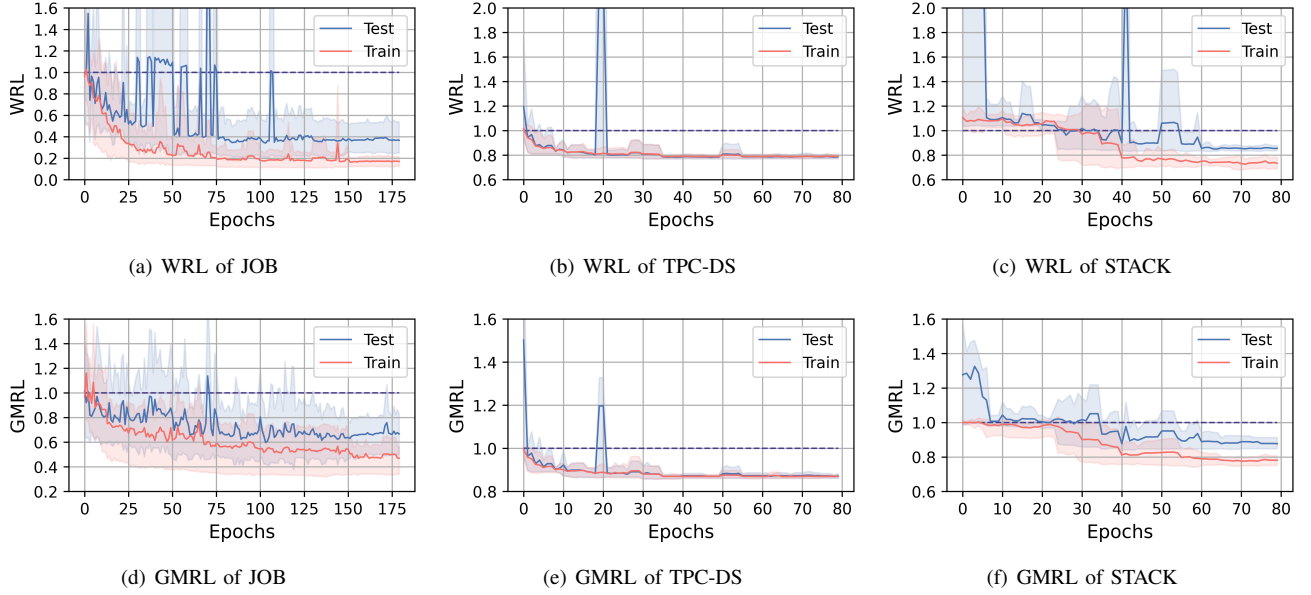 1.6
1.4
1.2
1.0
0.8
0.6
0.4
0.2
0.0
WRL
0 25 50 75 100 125 150 175
Epochs
Test
Train
(a) WRL of JOB
2.0
1.8
1.6
1.4
1.2
1.0
0.8
0.6
WRL
0 10 20 30 40 50 60 70 80
Epochs
Test
Train
(b) WRL of TPC-DS
2.0
1.8
1.6
1.4
1.2
1.0
0.8
0.6
WRL
0 10 20 30 40 50 60 70 80
Epochs
Test
Train
(c) WRL of STACK
1.6
1.4
1.2
1.0
0.8
0.6
0.4
0.2
GMRL
0 25 50 75 100 125 150 175
Epochs
Test
Train
(d) GMRL of JOB
1.6
1.4
1.2
1.0
0.8
GMRL
0 10 20 30 40 50 60 70 80
Epochs
Test
Train
(e) GMRL of TPC-DS
1.6
1.4
1.2
1.0
0.8
0.6
GMRL
0 10 20 30 40 50 60 70 80
Epochs
Test
Train
(f) GMRL of STACK